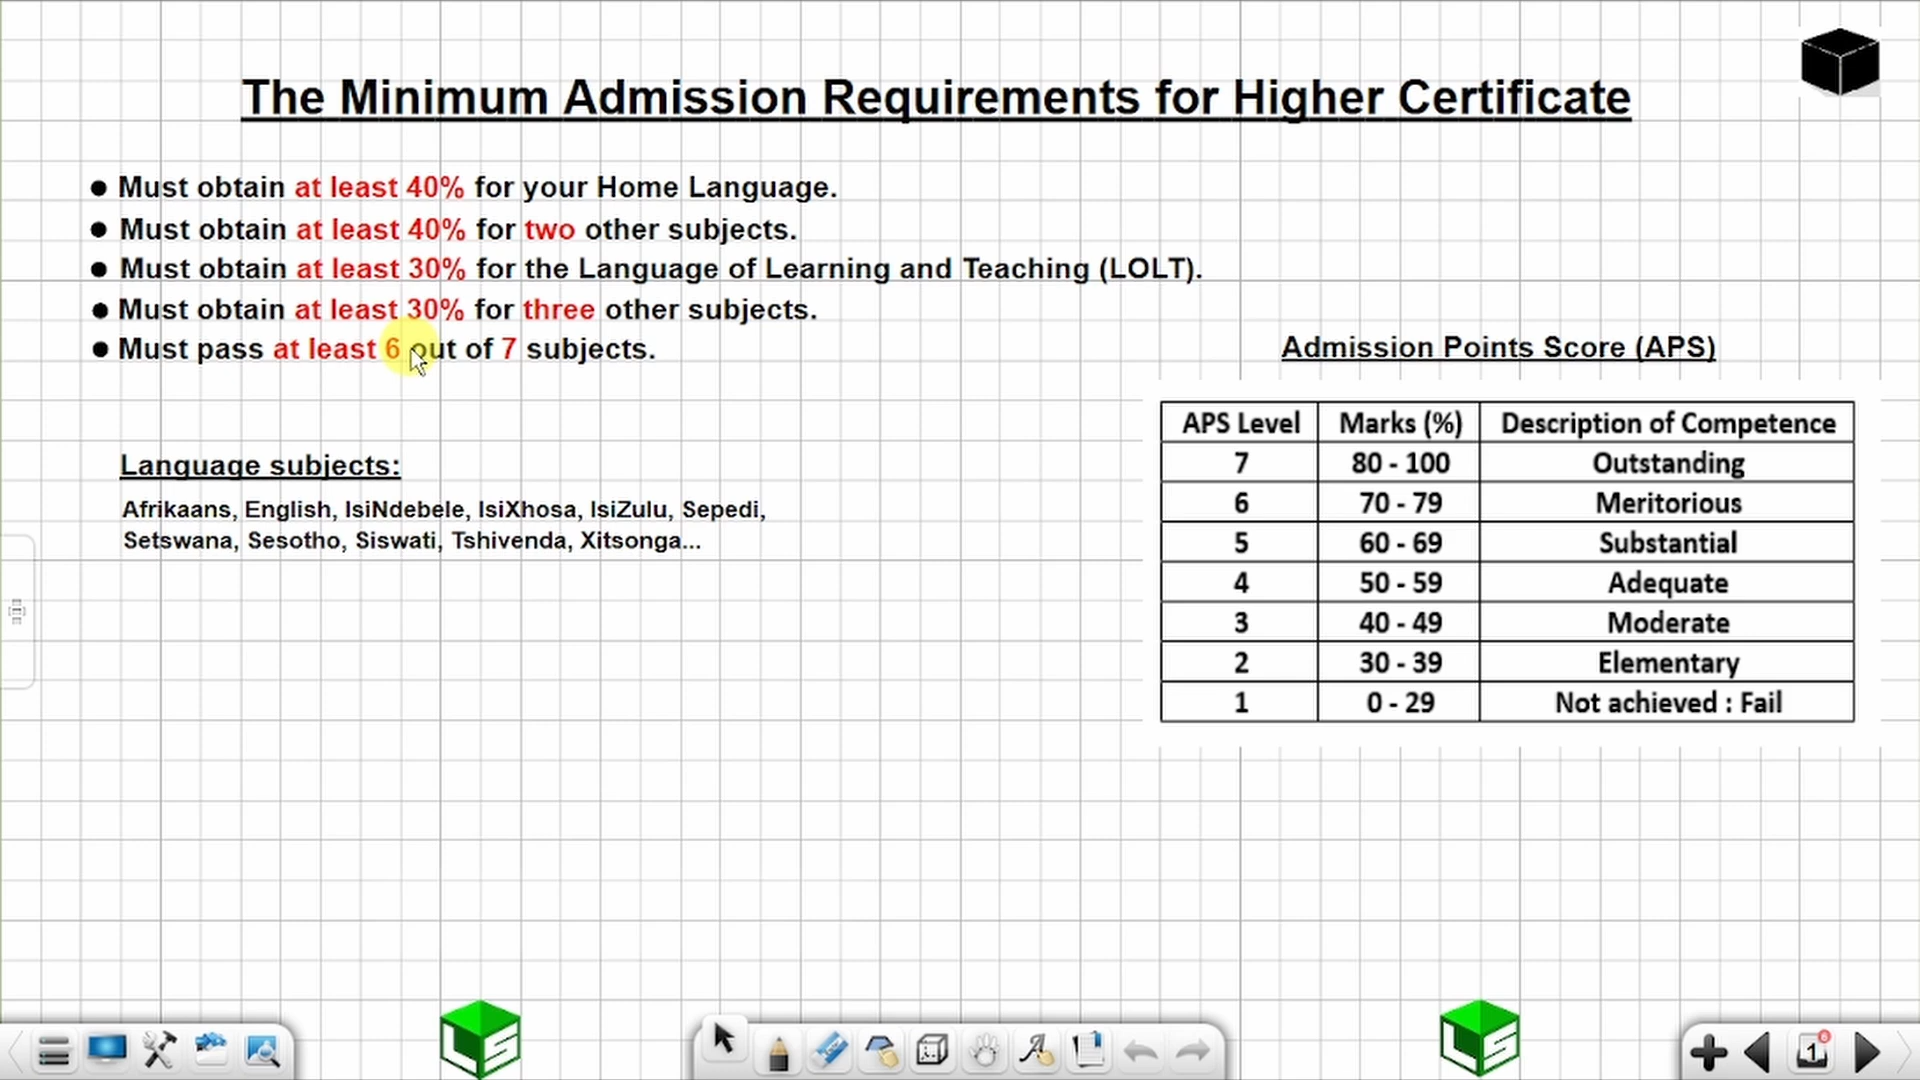 The Minimum Admission Requirements for Higher Certificate
● Must obtain at least 40% for your Home Language.
● Must obtain at least 40% for two other subjects.
● Must obtain at least 30% for the Language of Learning and Teaching (LOLT).
● Must obtain at least 30% for three other subjects.
● Must pass at least 6 out of 7 subjects.
Language subjects:
Afrikaans, English, IsiNdebele, IsiXhosa, IsiZulu, Sepedi,
Setswana, Sesotho, Siswati, Tshivenda, Xitsonga...
Admission Points Score (APS)
APS Level Marks (%) Description of Competence
7 80 - 100 Outstanding
6 70 - 79 Meritorious
5 60 - 69 Substantial
4 50 - 59 Adequate
3 40 - 49 Moderate
2 30 - 39 Elementary
1 0 - 29 Not achieved : Fail
LS
LS
1